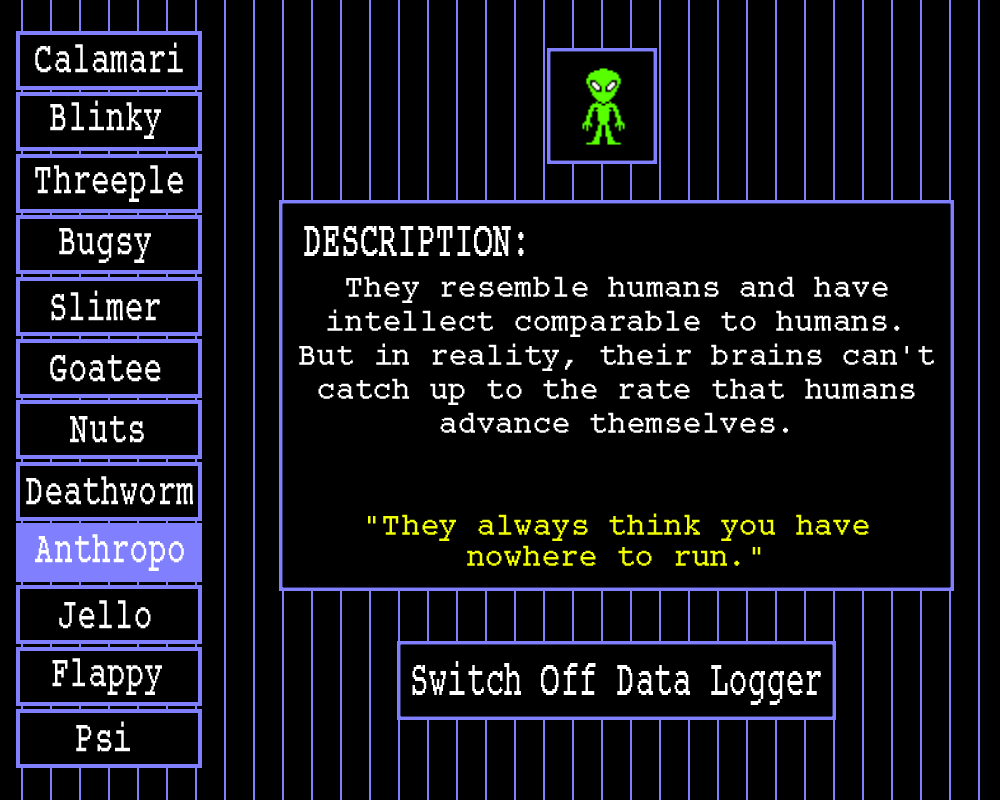 Calamari
Blinky
Threeple
Bugsy
Slimer
Goatee
Nuts
Deathworm
Anthropo
Jello
Flappy
Psi
DESCRIPTION:
They resemble humans and have
intellect comparable to humans.
But in reality, their brains can't
catch up to the rate that humans
advance themselves.
"They always think you have
nowhere to run."
Switch Off Data Logger